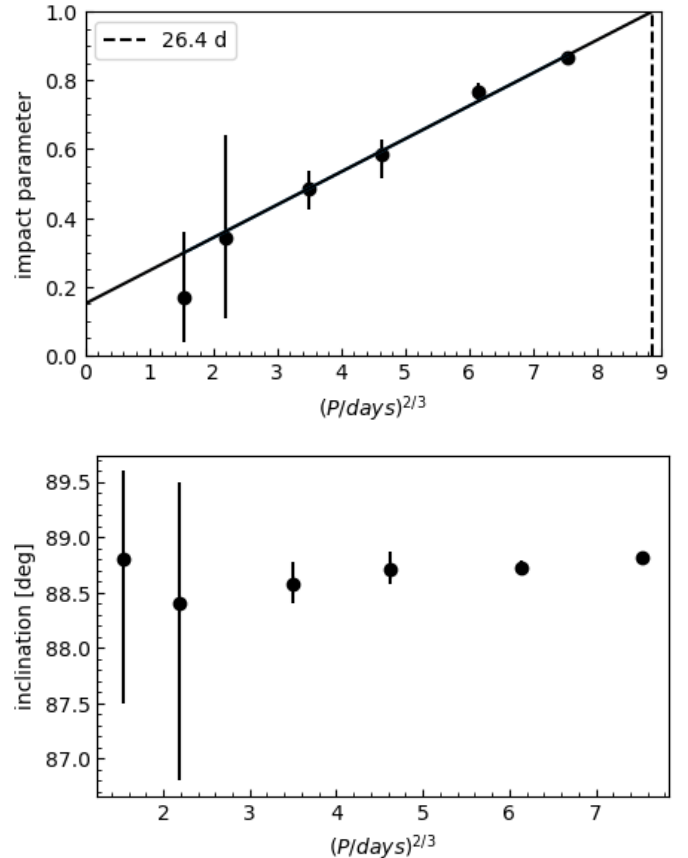 1.0
0.8
0.6
0.4
0.2
0.0
impact parameter
26.4 d
0 1 2 3 4 5 6 7 8 9
(P/days)^{2/3}
89.5
89.0
88.5
88.0
87.5
87.0
inclination [deg]
2 3 4 5 6 7
(P/days)^{2/3}